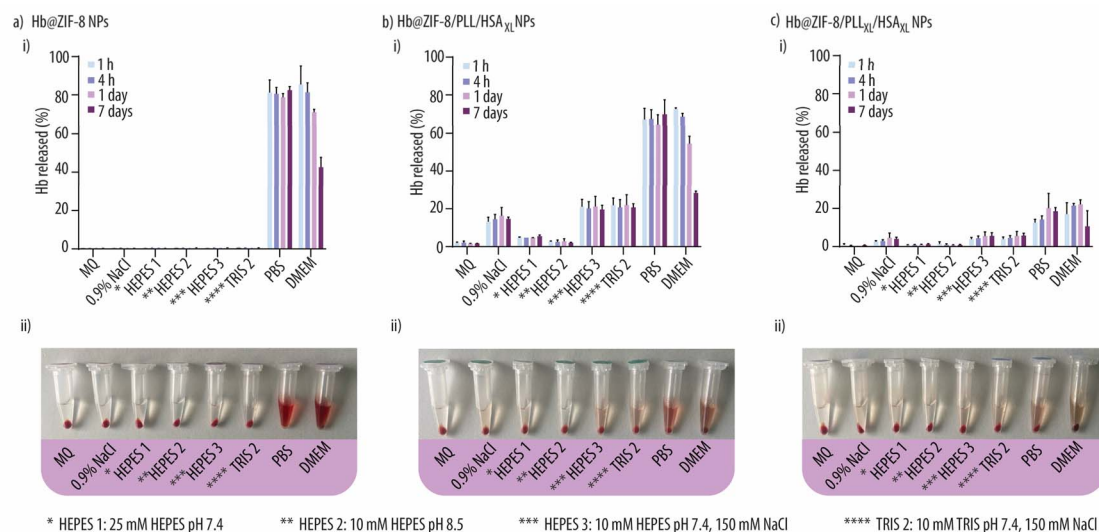 a) Hb@ZIF-8 NPs
i)
1 h
4 h
1 day
7 days
Hb released (%)
100
80
60
40
20
0
MQ
0.9% NaCl
* HEPES 1
** HEPES 2
*** HEPES 3
**** TRIS 2
PBS
DMEM
ii)
MQ
0.9% NaCl
* HEPES 1
** HEPES 2
*** HEPES 3
**** TRIS 2
PBS
DMEM
b) Hb@ZIF-8/PLL/HSAXL NPs
i)
1 h
4 h
1 day
7 days
Hb released (%)
100
80
60
40
20
0
MQ
0.9% NaCl
* HEPES 1
** HEPES 2
*** HEPES 3
**** TRIS 2
PBS
DMEM
ii)
MQ
0.9% NaCl
* HEPES 1
** HEPES 2
*** HEPES 3
**** TRIS 2
PBS
DMEM
c) Hb@ZIF-8/PLLXL/HSAXL NPs
i)
1 h
4 h
1 day
7 days
Hb released (%)
100
80
60
40
20
0
MQ
0.9% NaCl
* HEPES 1
** HEPES 2
*** HEPES 3
**** TRIS 2
PBS
DMEM
ii)
MQ
0.9% NaCl
* HEPES 1
** HEPES 2
*** HEPES 3
**** TRIS 2
PBS
DMEM
* HEPES 1: 25 mM HEPES pH 7.4 ** HEPES 2: 10 mM HEPES pH 8.5 *** HEPES 3: 10 mM HEPES pH 7.4, 150 mM NaCl **** TRIS 2: 10 mM TRIS pH 7.4, 150 mM NaCl